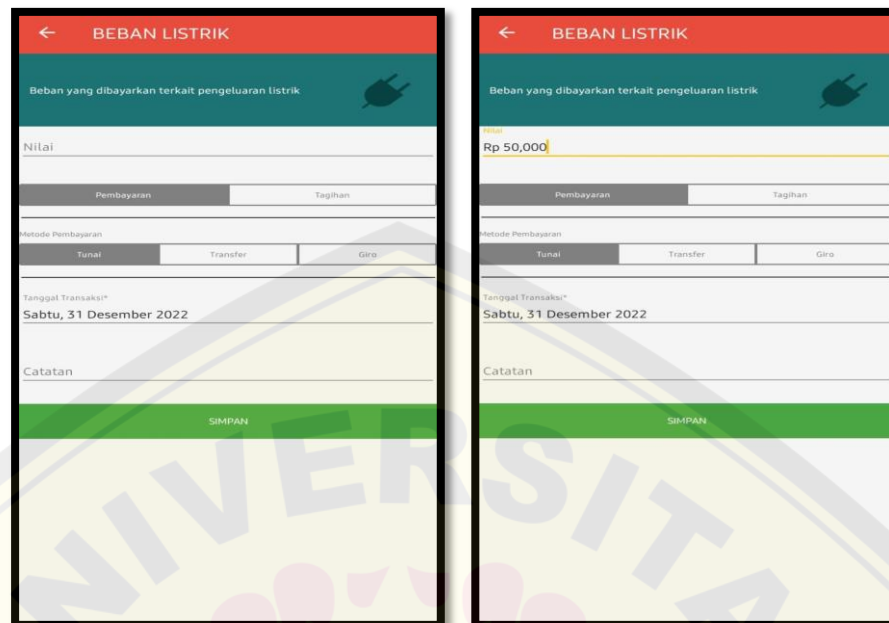 BEBAN LISTRIK
Beban yang dibayarkan terkait pengeluaran listrik
Nilai
Pembayaran Tagihan
Metode Pembayaran
Tunai Transfer Giro
Tanggal Transaksi*
Sabtu, 31 Desember 2022
Catatan
SIMPAN
BEBAN LISTRIK
Beban yang dibayarkan terkait pengeluaran listrik
Nilai
Rp 50,000
Pembayaran Tagihan
Metode Pembayaran
Tunai Transfer Giro
Tanggal Transaksi*
Sabtu, 31 Desember 2022
Catatan
SIMPAN
NIVERSITA